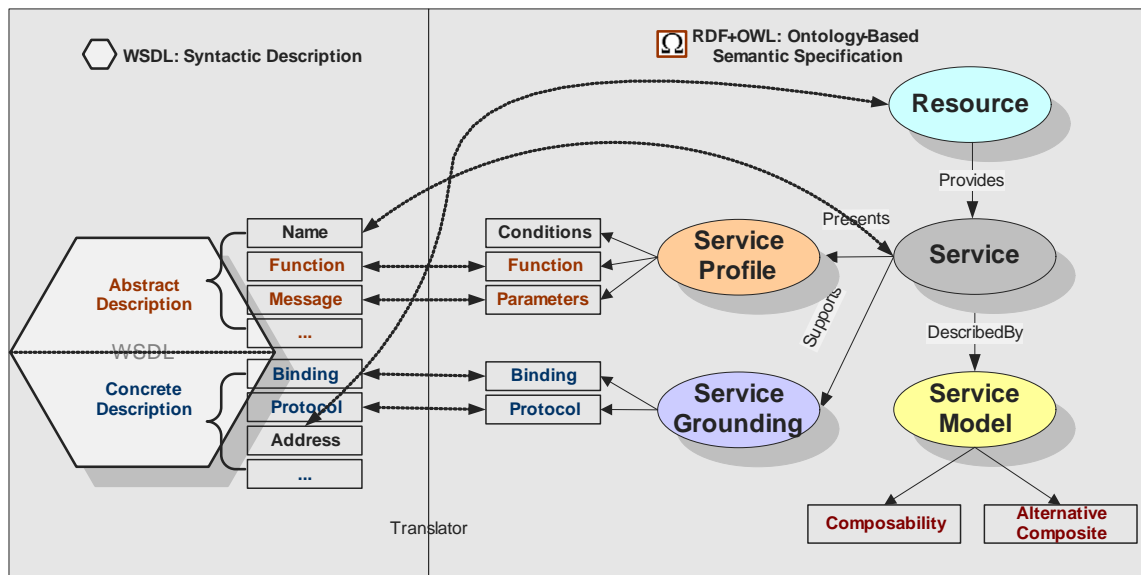 WSDL: Syntactic Description
Ω RDF+OWL: Ontology-Based
Semantic Specification
Resource
Provides
Name
Function
Message
...
Abstract
Description
WSDL
Concrete
Description
Binding
Protocol
Address
...
Translator
Conditions
Function
Parameters
Binding
Protocol
Service
Profile
Presents
Service
Supports
DescribedBy
Service
Grounding
Service
Model
Composability
Alternative
Composite